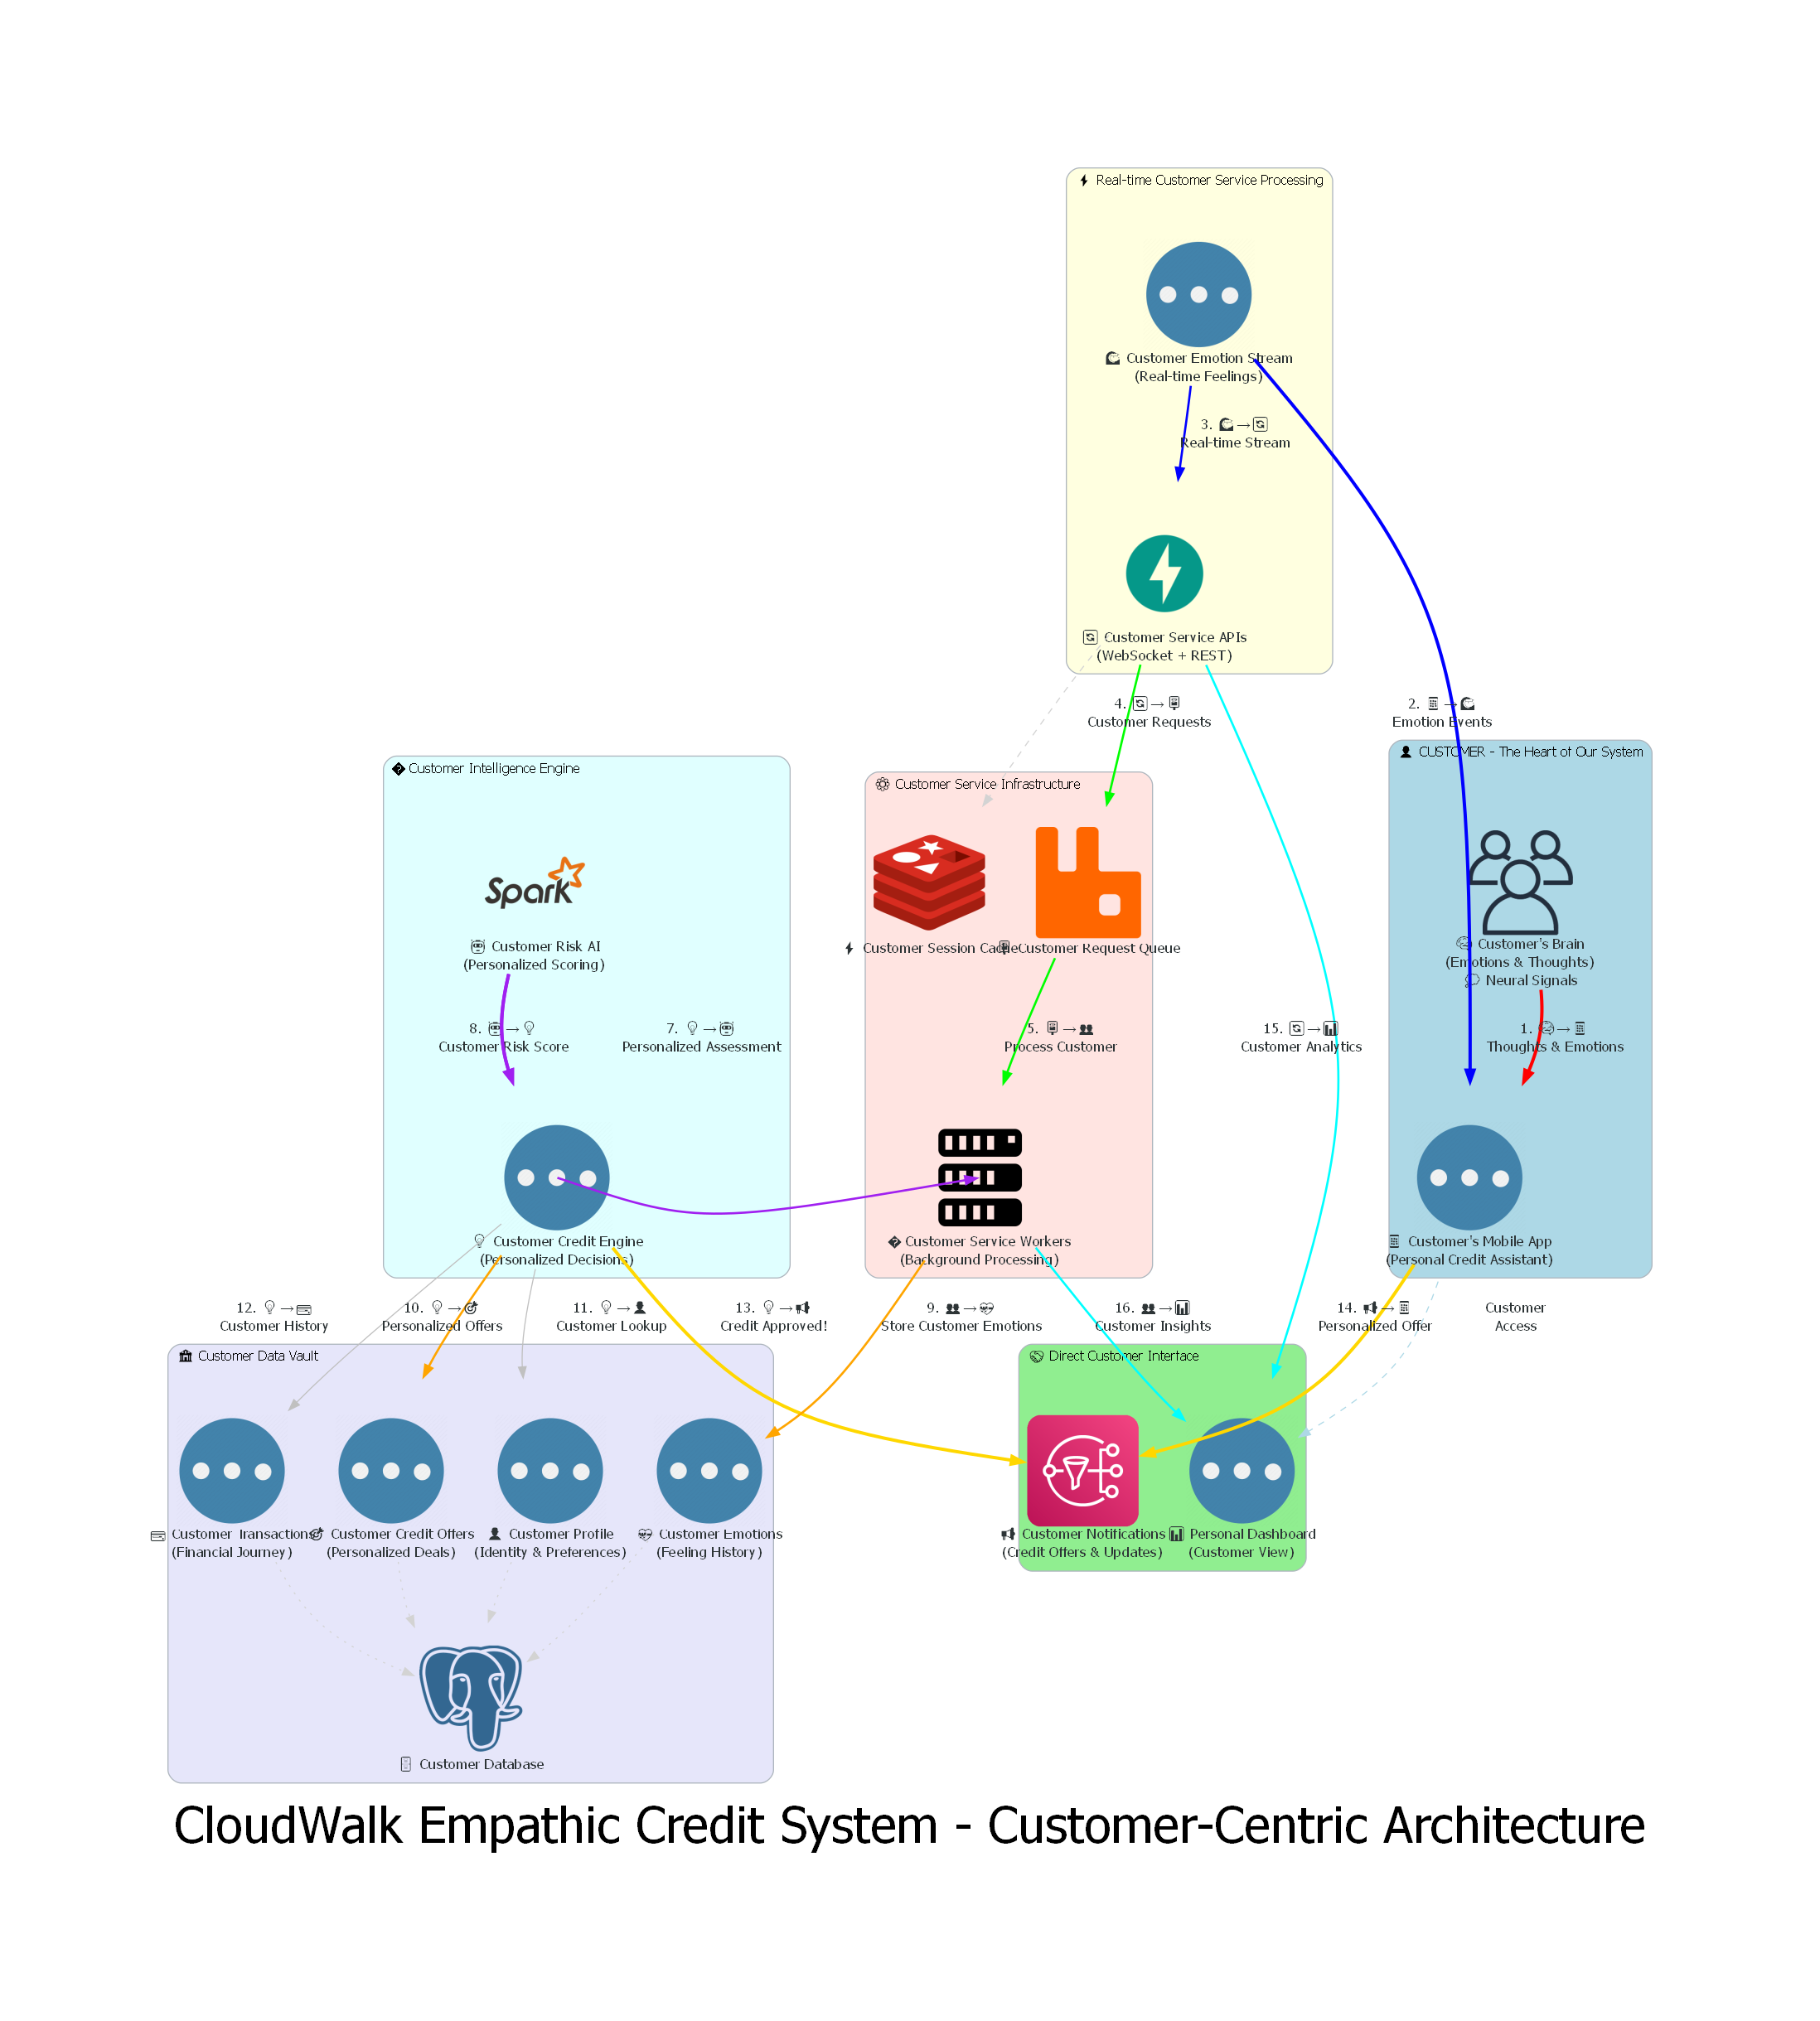 Real-time Customer Service Processing
Customer Emotion Stream
(Real-time Feelings)
3. →
Real-time Stream
Customer Service APIs
(WebSocket + REST)
4. →
Customer Requests
2. →
Emotion Events
CUSTOMER - The Heart of Our System
Customer Intelligence Engine
Customer Service Infrastructure
Spark
Customer Risk AI
(Personalized Scoring)
Customer Session Cache
Customer Request Queue
Customer's Brain
(Emotions & Thoughts)
Neural Signals
8. →
Customer Risk Score
7. →
Personalized Assessment
5. →
Process Customer
15. →
Customer Analytics
1. →
Thoughts & Emotions
Customer Credit Engine
(Personalized Decisions)
Customer Service Workers
(Background Processing)
Customer's Mobile App
(Personal Credit Assistant)
12. →
Customer History
10. →
Personalized Offers
11. →
Customer Lookup
13. →
Credit Approved!
9. →
Store Customer Emotions
16. →
Customer Insights
14. →
Personalized Offer
Customer
Access
Customer Data Vault
Direct Customer Interface
Customer Transactions
(Financial Journey)
Customer Credit Offers
(Personalized Deals)
Customer Profile
(Identity & Preferences)
Customer Emotions
(Feeling History)
Customer Notifications
(Credit Offers & Updates)
Personal Dashboard
(Customer View)
Customer Database
CloudWalk Empathic Credit System - Customer-Centric Architecture